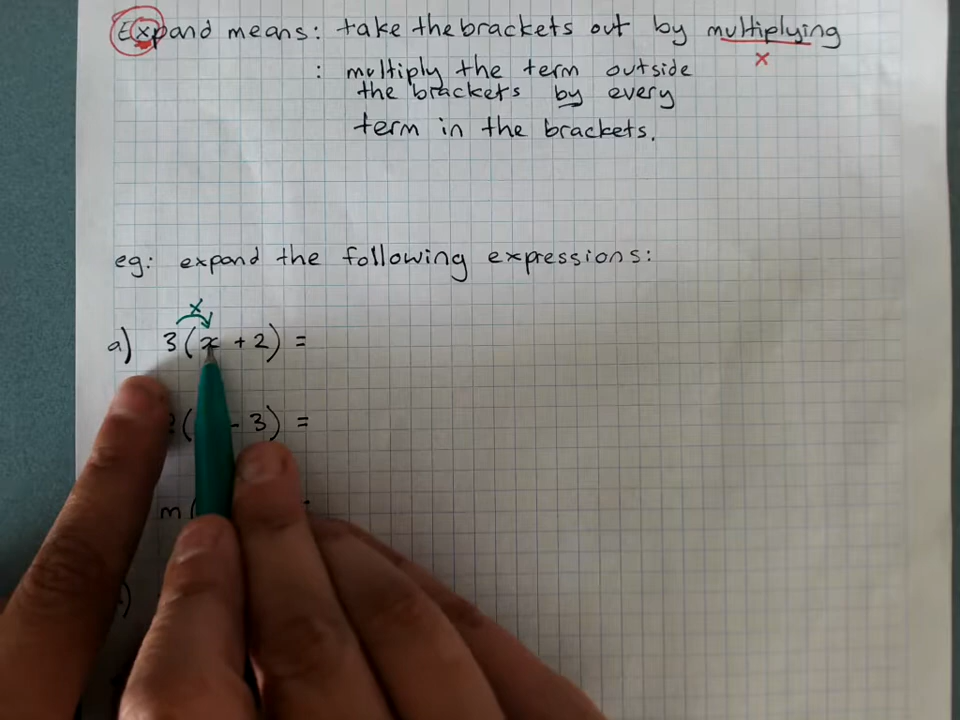 Expand means: take the brackets out by multiplying
x
: multiply the term outside
the brackets by every
term in the brackets.
eg: expand the following expressions:
x
a) 3(x + 2) =
( - 3) =
m( =
)